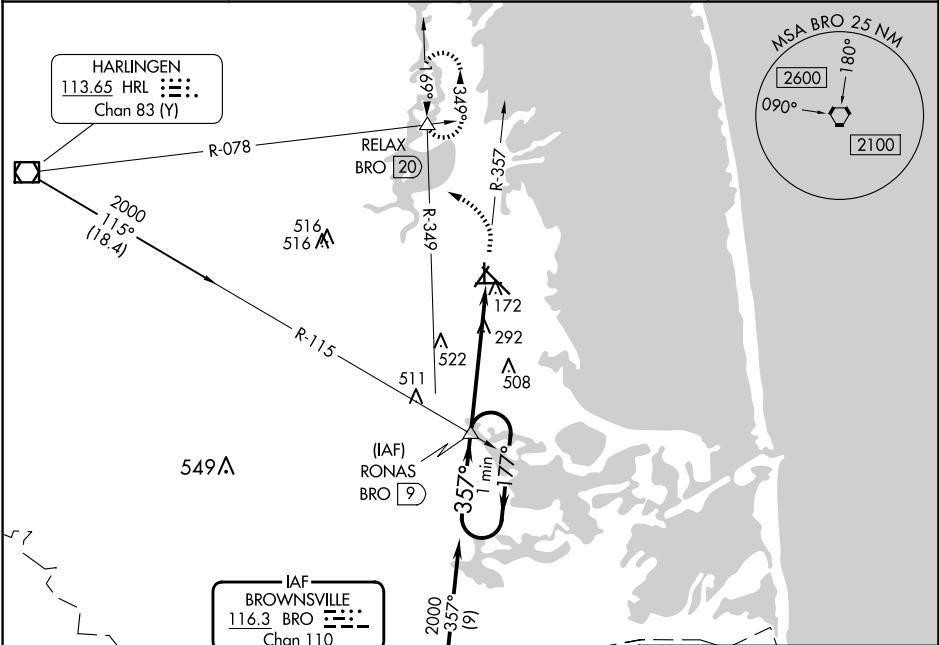 HARLINGEN
113.65 HRL
Chan 83 (Y)
MSA BRO 25 NM
180°
2600
090°
2100
169°
349°
RELAX
BRO 20
R-078
R-357
R-349
2000
115°
(18.4)
516
516
172
292
R-115
522
508
511
(IAF)
RONAS
BRO 9
549
357°
1 min
177°
IAF
BROWNSVILLE
116.3 BRO
Chan 110
2000
357°
(9)